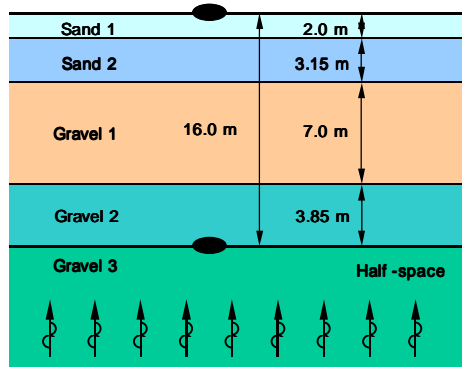 Sand 1 2.0 m
Sand 2 3.15 m
Gravel 1 16.0 m 7.0 m
Gravel 2 3.85 m
Gravel 3
Half -space